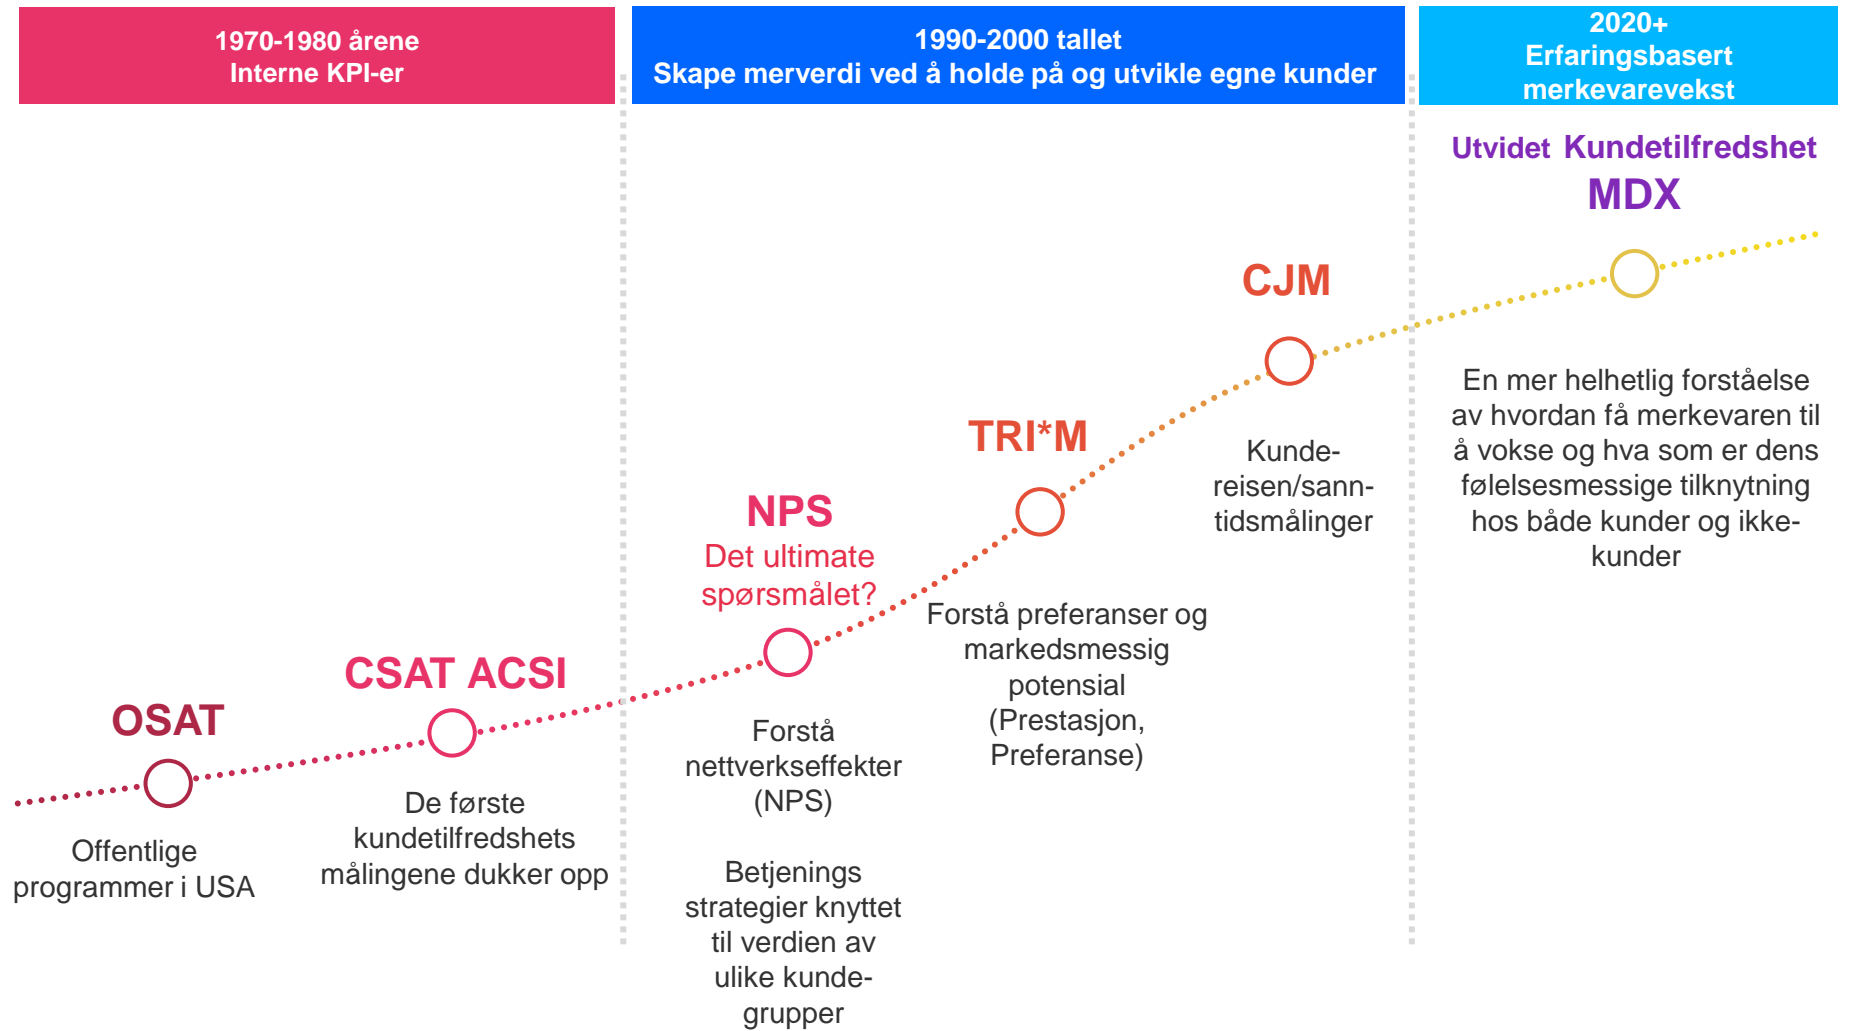 1970-1980 årene
Interne KPI-er
1990-2000 tallet
Skape merverdi ved å holde på og utvikle egne kunder
2020+
Erfaringsbasert
merkevarevekst
OSAT
Offentlige
programmer i USA
CSAT ACSI
De første
kundetilfredshets
målingene dukker opp
NPS
Det ultimate
spørsmålet?
Forstå
nettverkseffekter
(NPS)
Betjenings
strategier knyttet
til verdien av
ulike kunde-
grupper
TRI*M
Forstå preferanser og
markedsmessig
potensial
(Prestasjon,
Preferanse)
CJM
Kunde-
reisen/sann-
tidsmålinger
Utvidet Kundetilfredshet
MDX
En mer helhetlig forståelse
av hvordan få merkevaren til
å vokse og hva som er dens
følelsesmessige tilknytning
hos både kunder og ikke-
kunder